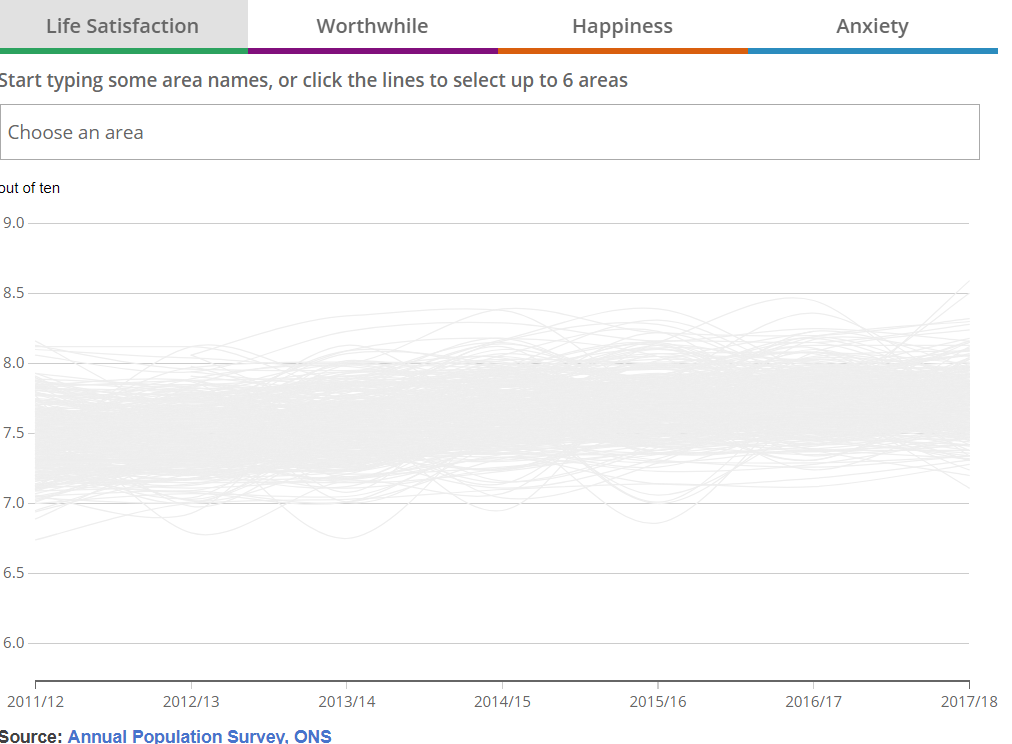 Life Satisfaction Worthwhile Happiness Anxiety
Start typing some area names, or click the lines to select up to 6 areas
Choose an area
out of ten
9.0
8.5
8.0
7.5
7.0
6.5
6.0
2011/12 2012/13 2013/14 2014/15 2015/16 2016/17 2017/18
Source: Annual Population Survey, ONS